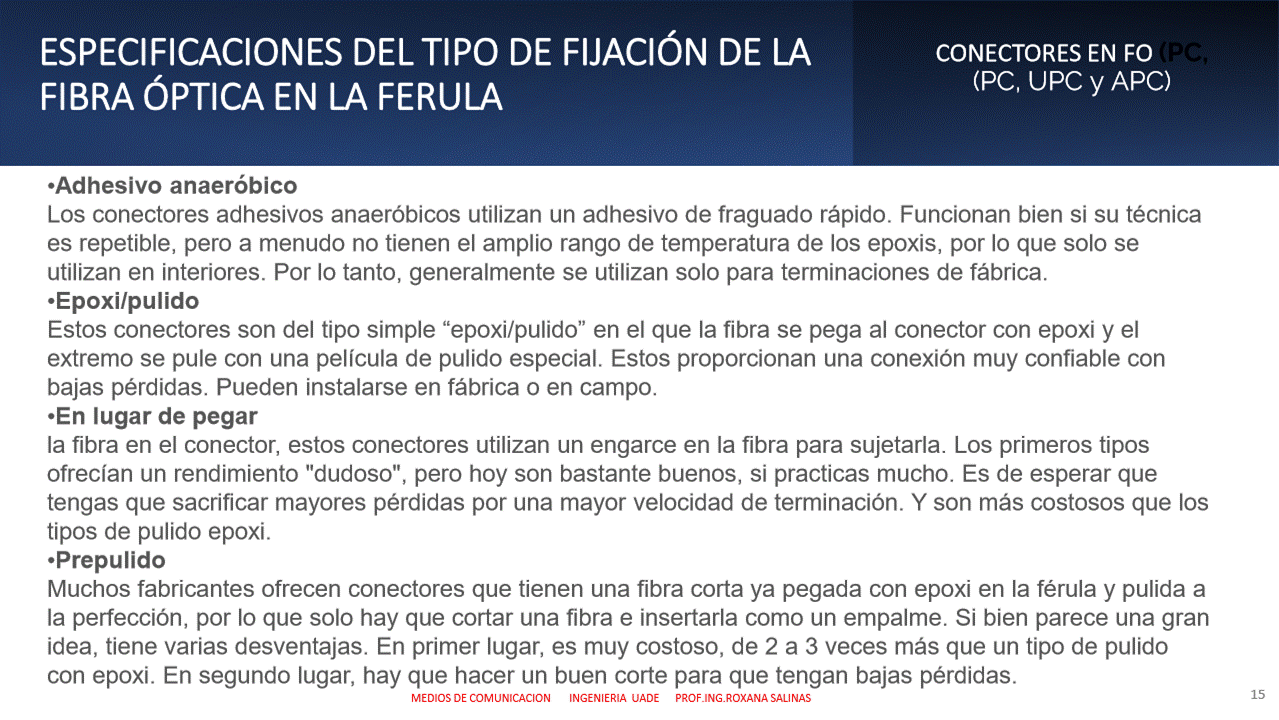 ESPECIFICACIONES DEL TIPO DE FIJACIÓN DE LA
FIBRA ÓPTICA EN LA FERULA
CONECTORES EN FO (PC,
(PC, UPC y APC)
•Adhesivo anaeróbico
Los conectores adhesivos anaeróbicos utilizan un adhesivo de fraguado rápido. Funcionan bien si su técnica
es repetible, pero a menudo no tienen el amplio rango de temperatura de los epoxis, por lo que solo se
utilizan en interiores. Por lo tanto, generalmente se utilizan solo para terminaciones de fábrica.
•Epoxi/pulido
Estos conectores son del tipo simple “epoxi/pulido” en el que la fibra se pega al conector con epoxi y el
extremo se pule con una película de pulido especial. Estos proporcionan una conexión muy confiable con
bajas pérdidas. Pueden instalarse en fábrica o en campo.
•En lugar de pegar
la fibra en el conector, estos conectores utilizan un engarce en la fibra para sujetarla. Los primeros tipos
ofrecían un rendimiento "dudoso", pero hoy son bastante buenos, si practicas mucho. Es de esperar que
tengas que sacrificar mayores pérdidas por una mayor velocidad de terminación. Y son más costosos que los
tipos de pulido epoxi.
•Prepulido
Muchos fabricantes ofrecen conectores que tienen una fibra corta ya pegada con epoxi en la férula y pulida a
la perfección, por lo que solo hay que cortar una fibra e insertarla como un empalme. Si bien parece una gran
idea, tiene varias desventajas. En primer lugar, es muy costoso, de 2 a 3 veces más que un tipo de pulido
con epoxi. En segundo lugar, hay que hacer un buen corte para que tengan bajas pérdidas.
MEDIOS DE COMUNICACION INGENIERIA UADE PROF.ING.ROXANA SALINAS
15